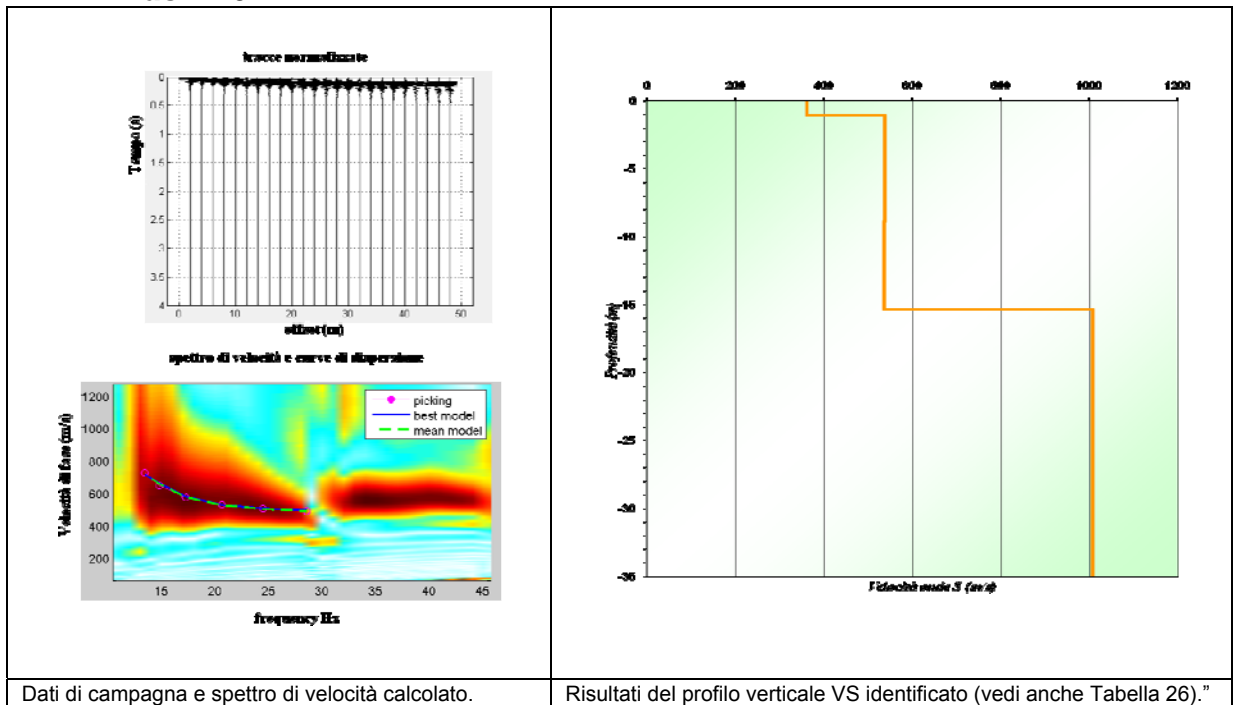 tracce normalizzate
0
0.5
1
1.5
2
2.5
3
3.5
4
Tempo (s)
0 10 20 30 40 50
offset (m)
spettro di velocità e curve di dispersione
1200
1000
800
600
400
200
Velocità di fase (m/s)
picking
best model
mean model
15 20 25 30 35 40 45
frequency Hz
0 200 400 600 800 1000 1200
0
-5
-10
-15
-20
-25
-30
-35
Profondità (m)
Velocità onde S (m/s)
Dati di campagna e spettro di velocità calcolato.
Risultati del profilo verticale VS identificato (vedi anche Tabella 26).”